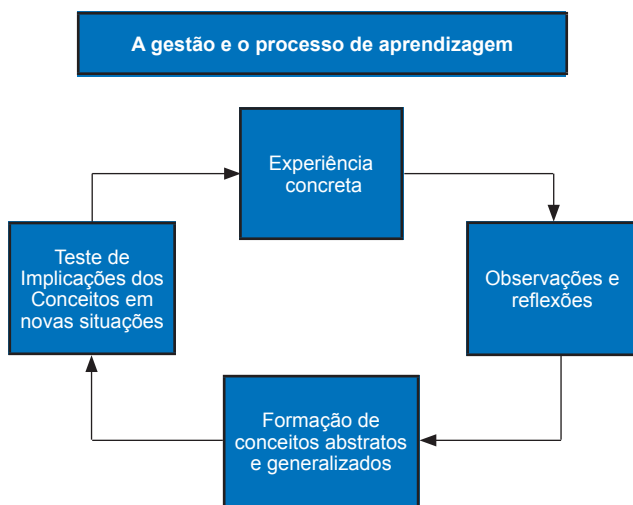 A gestão e o processo de aprendizagem
Experiência
concreta
Observações e
reflexões
Formação de
conceitos abstratos
e generalizados
Teste de
Implicações dos
Conceitos em
novas situações